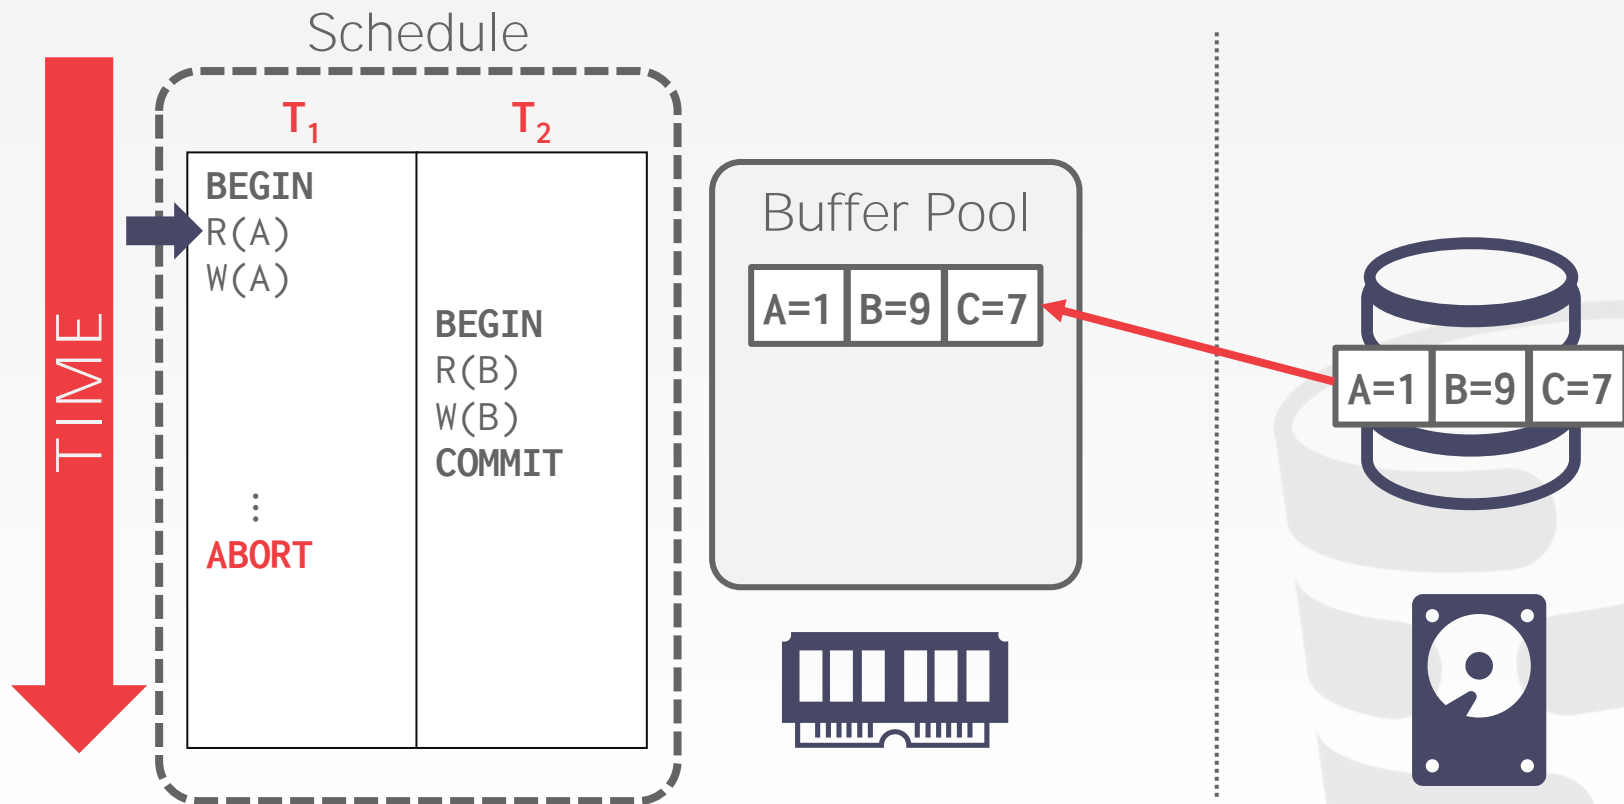 Schedule
TIME
T₁ T₂
BEGIN
R(A)
W(A)
BEGIN
R(B)
W(B)
COMMIT
⋮
ABORT
Buffer Pool
A=1 B=9 C=7
A=1 B=9 C=7